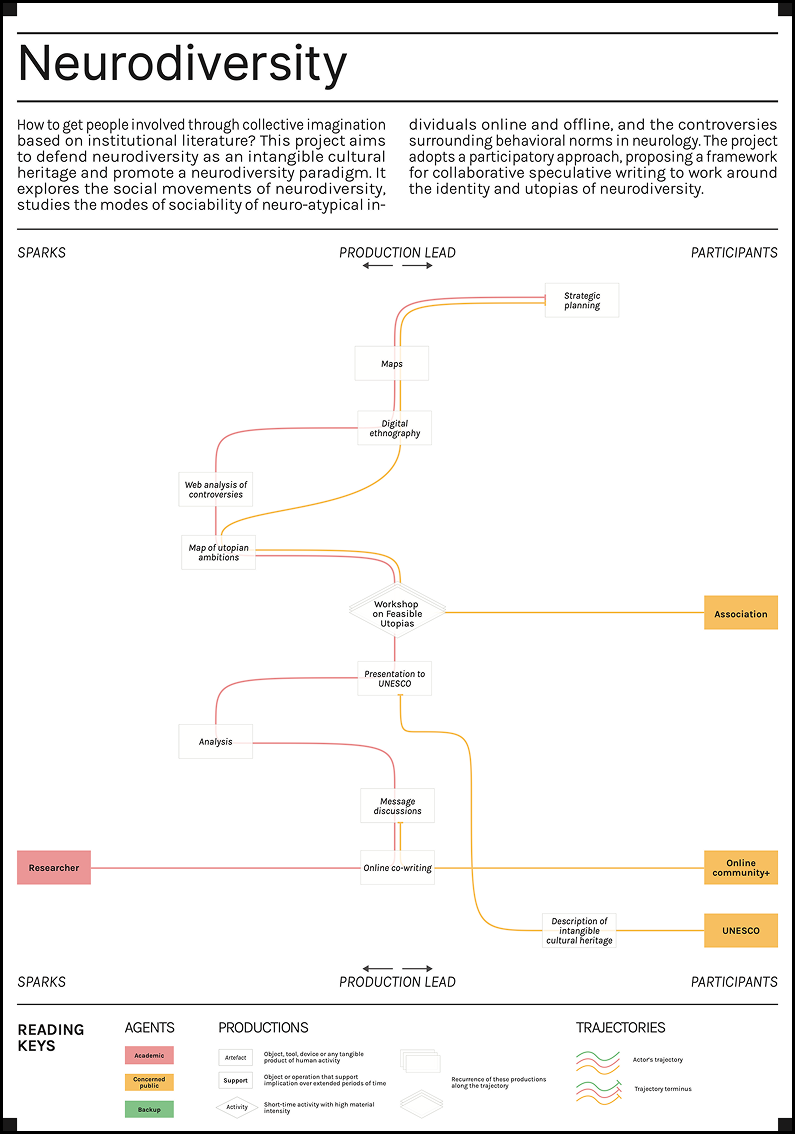 Neurodiversity
How to get people involved through collective imagination
based on institutional literature? This project aims
to defend neurodiversity as an intangible cultural
heritage and promote a neurodiversity paradigm. It
explores the social movements of neurodiversity,
studies the modes of sociability of neuro-atypical in-
dividuals online and offline, and the controversies
surrounding behavioral norms in neurology. The project
adopts a participatory approach, proposing a framework
for collaborative speculative writing to work around
the identity and utopias of neurodiversity.
SPARKS
PRODUCTION LEAD
PARTICIPANTS
Strategic
planning
Maps
Digital
ethnography
Web analysis of
controversies
Map of utopian
ambitions
Workshop
on Feasible
Utopias
Association
Presentation to
UNESCO
Analysis
Message
discussions
Researcher
Online co-writing
Online
community+
Description of
intangible
cultural heritage
UNESCO
SPARKS
PRODUCTION LEAD
PARTICIPANTS
READING
KEYS
AGENTS
Academic
Concerned
public
Backup
PRODUCTIONS
Artefact
Object, tool, device or any tangible
product of human activity
Support
Object or operation that support
implication over extended periods of time
Activity
Short-time activity with high material
intensity
Recurrence of these productions
along the trajectory
TRAJECTORIES
Actor's trajectory
Trajectory terminus